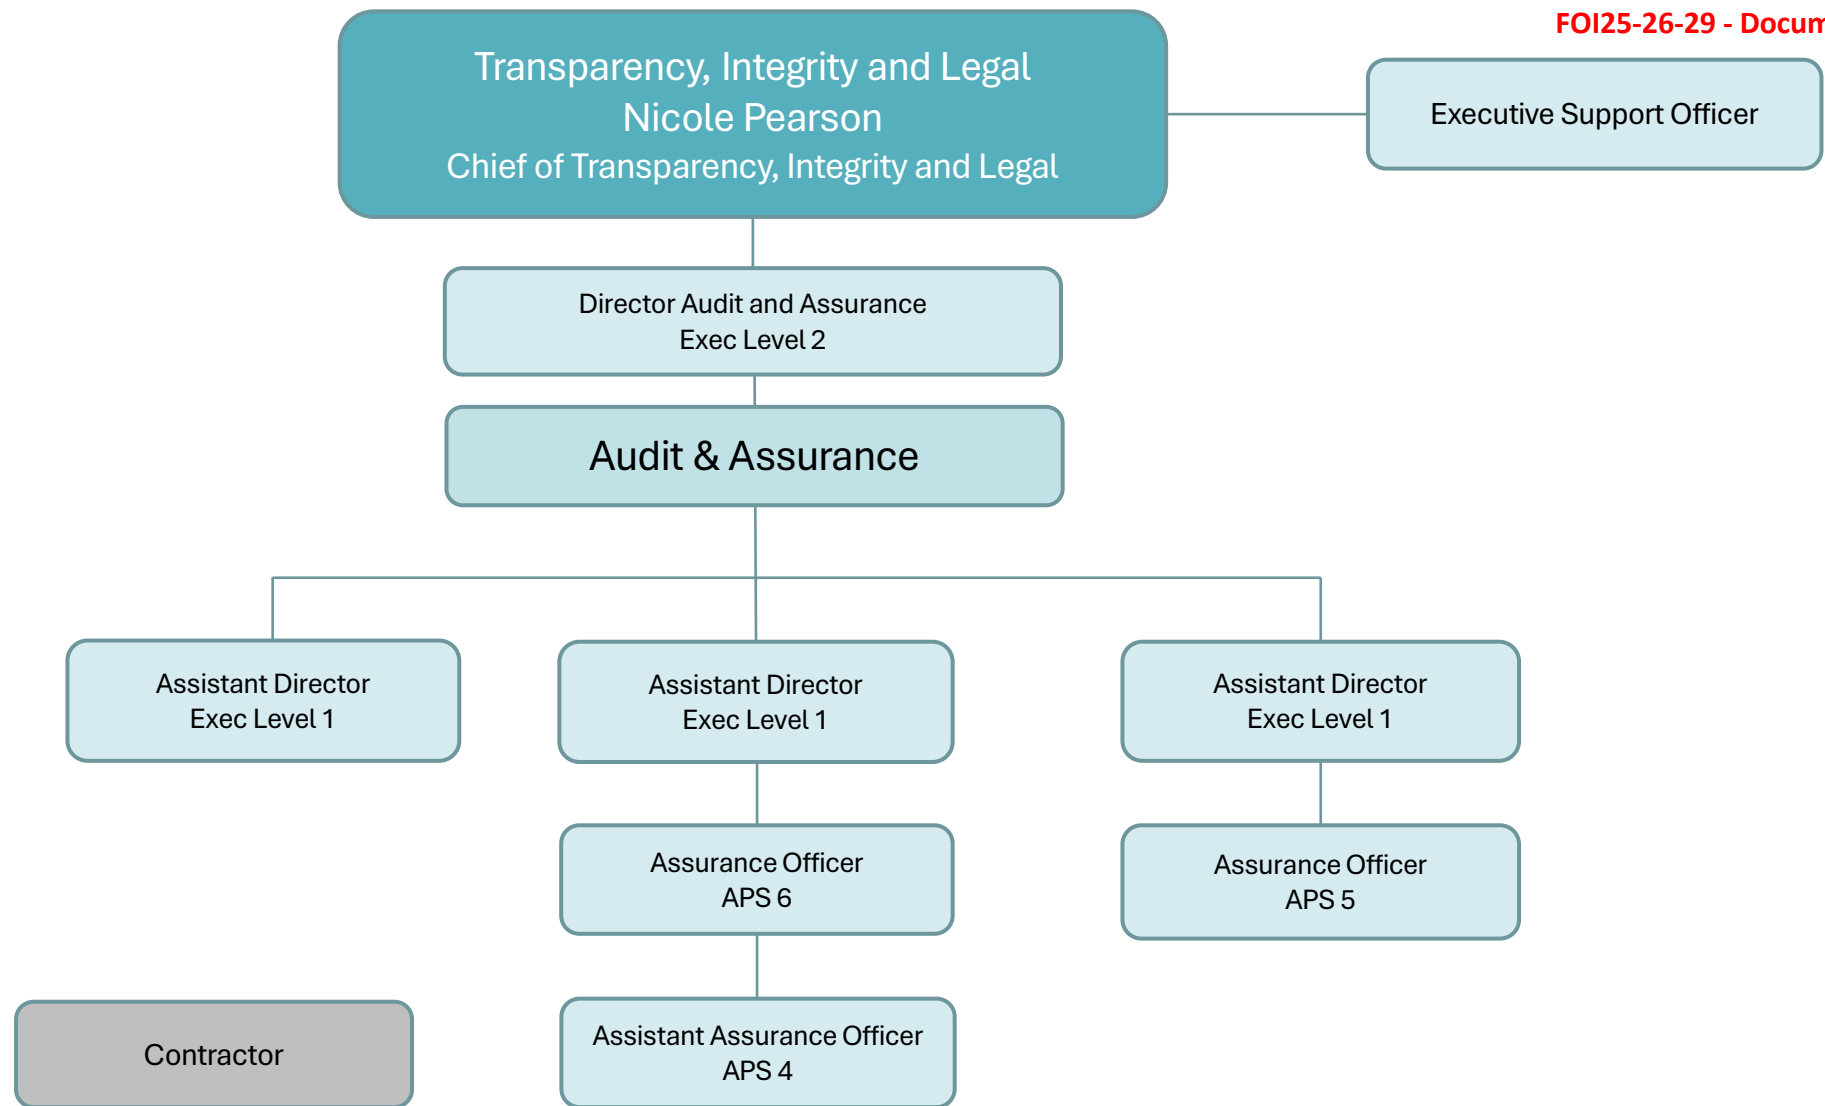 FOI25-26-29 - Docum
Transparency, Integrity and Legal
Nicole Pearson
Chief of Transparency, Integrity and Legal
Executive Support Officer
Director Audit and Assurance
Exec Level 2
Audit & Assurance
Assistant Director
Exec Level 1
Assistant Director
Exec Level 1
Assistant Director
Exec Level 1
Assurance Officer
APS 6
Assurance Officer
APS 5
Contractor
Assistant Assurance Officer
APS 4